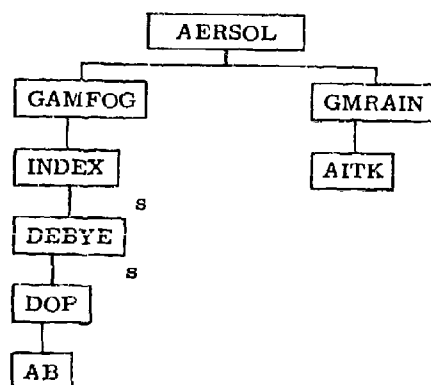 AERSOL
GAMFOG
GMRAIN
INDEX
AITK
s
DEBYE
s
DOP
AB